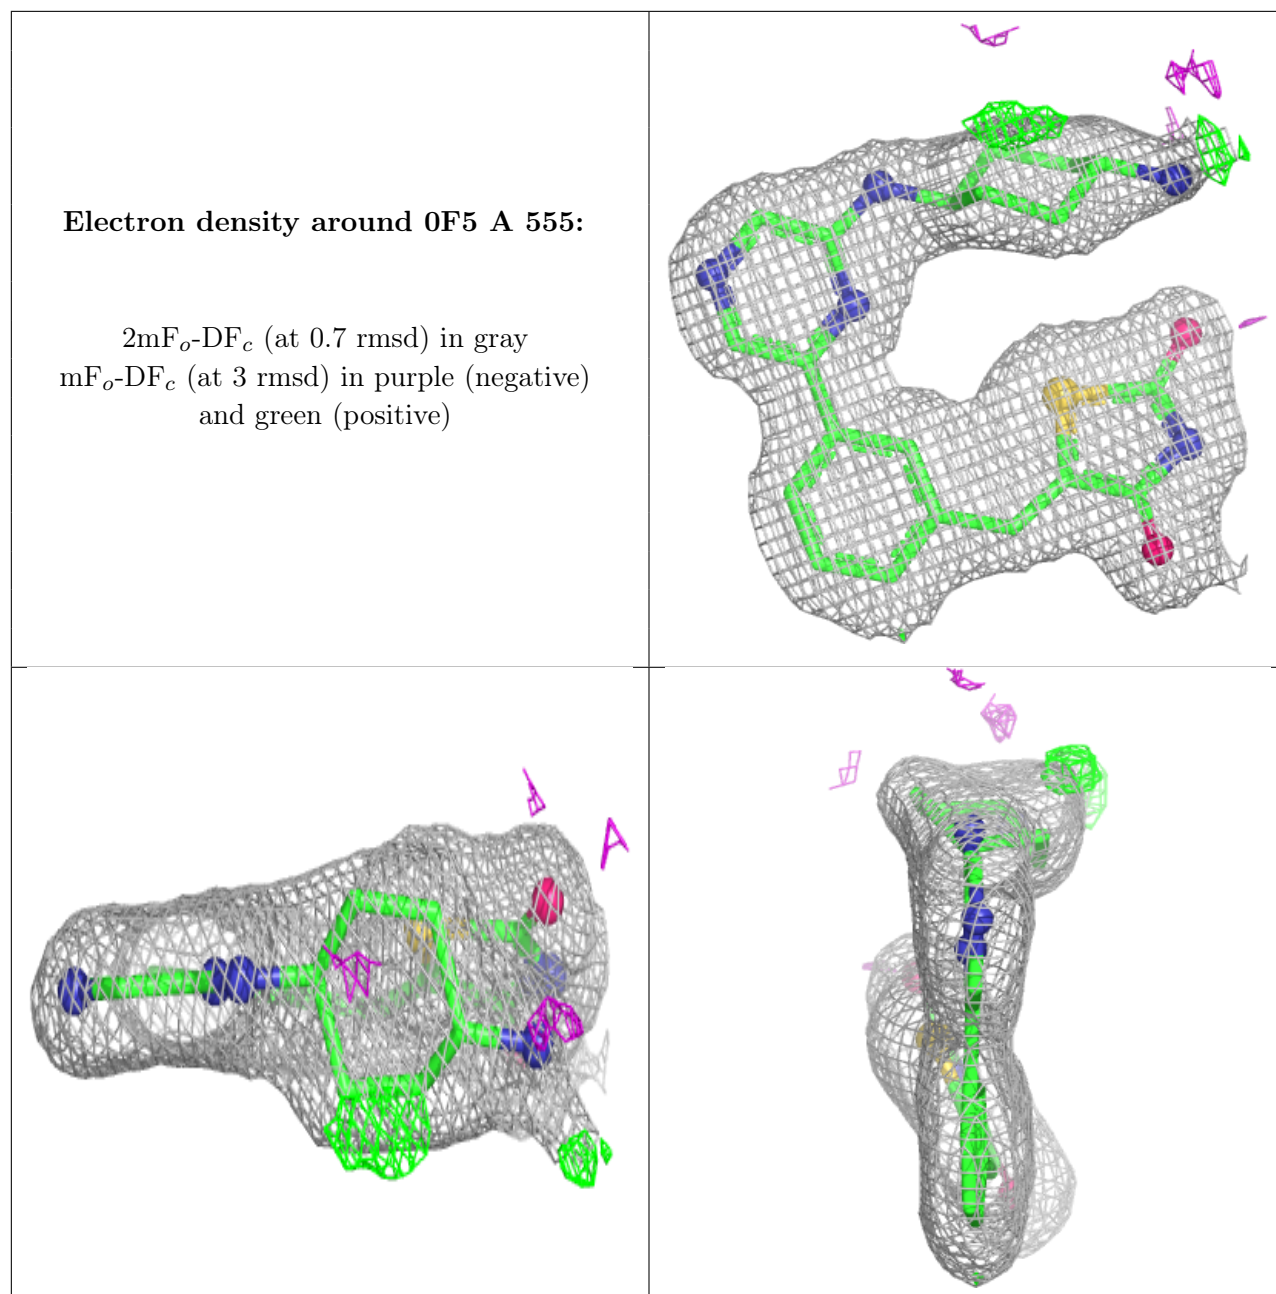 Electron density around 0F5 A 555:
2mFo-DFc (at 0.7 rmsd) in gray
mFo-DFc (at 3 rmsd) in purple (negative)
and green (positive)